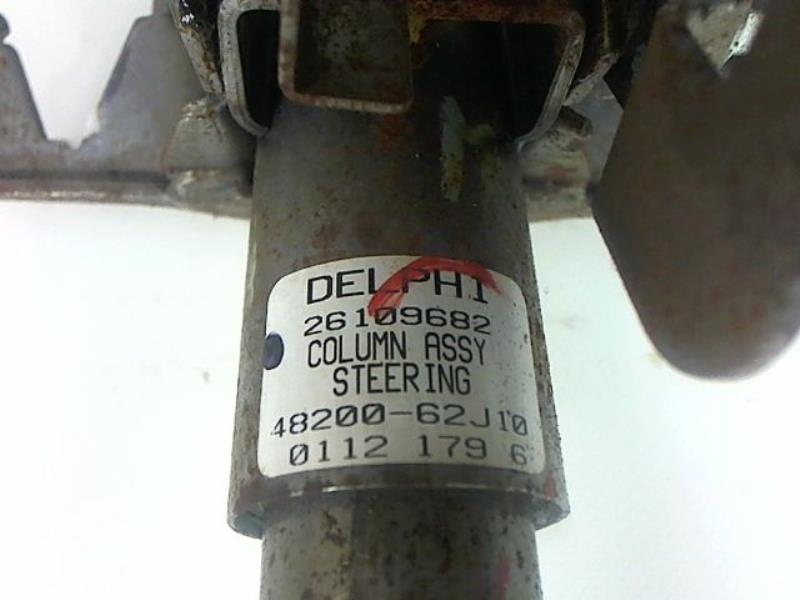 DELPHI
26109682
COLUMN ASSY
STEERING
48200-62J10
0112 179 6